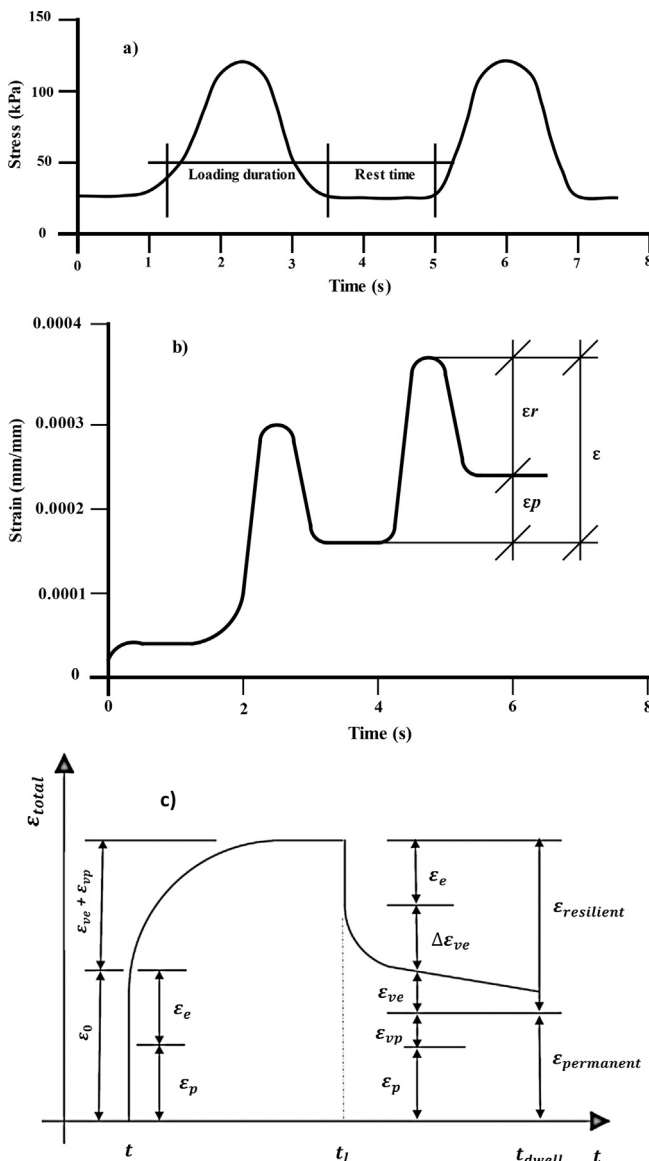 a)
Stress (kPa)
150
100
50
0
Loading duration
Rest time
0 1 2 3 4 5 6 7 8
Time (s)
b)
Strain (mm/mm)
0.0004
0.0003
0.0002
0.0001
0
εr
εp
ε
0 2 4 6 8
Time (s)
c)
ε_total
ε_ve + ε_vp
ε_0
ε_e
ε_p
ε_e
Δε_ve
ε_ve
ε_vp
ε_p
ε_resilient
ε_permanent
t t_l t_dwell t